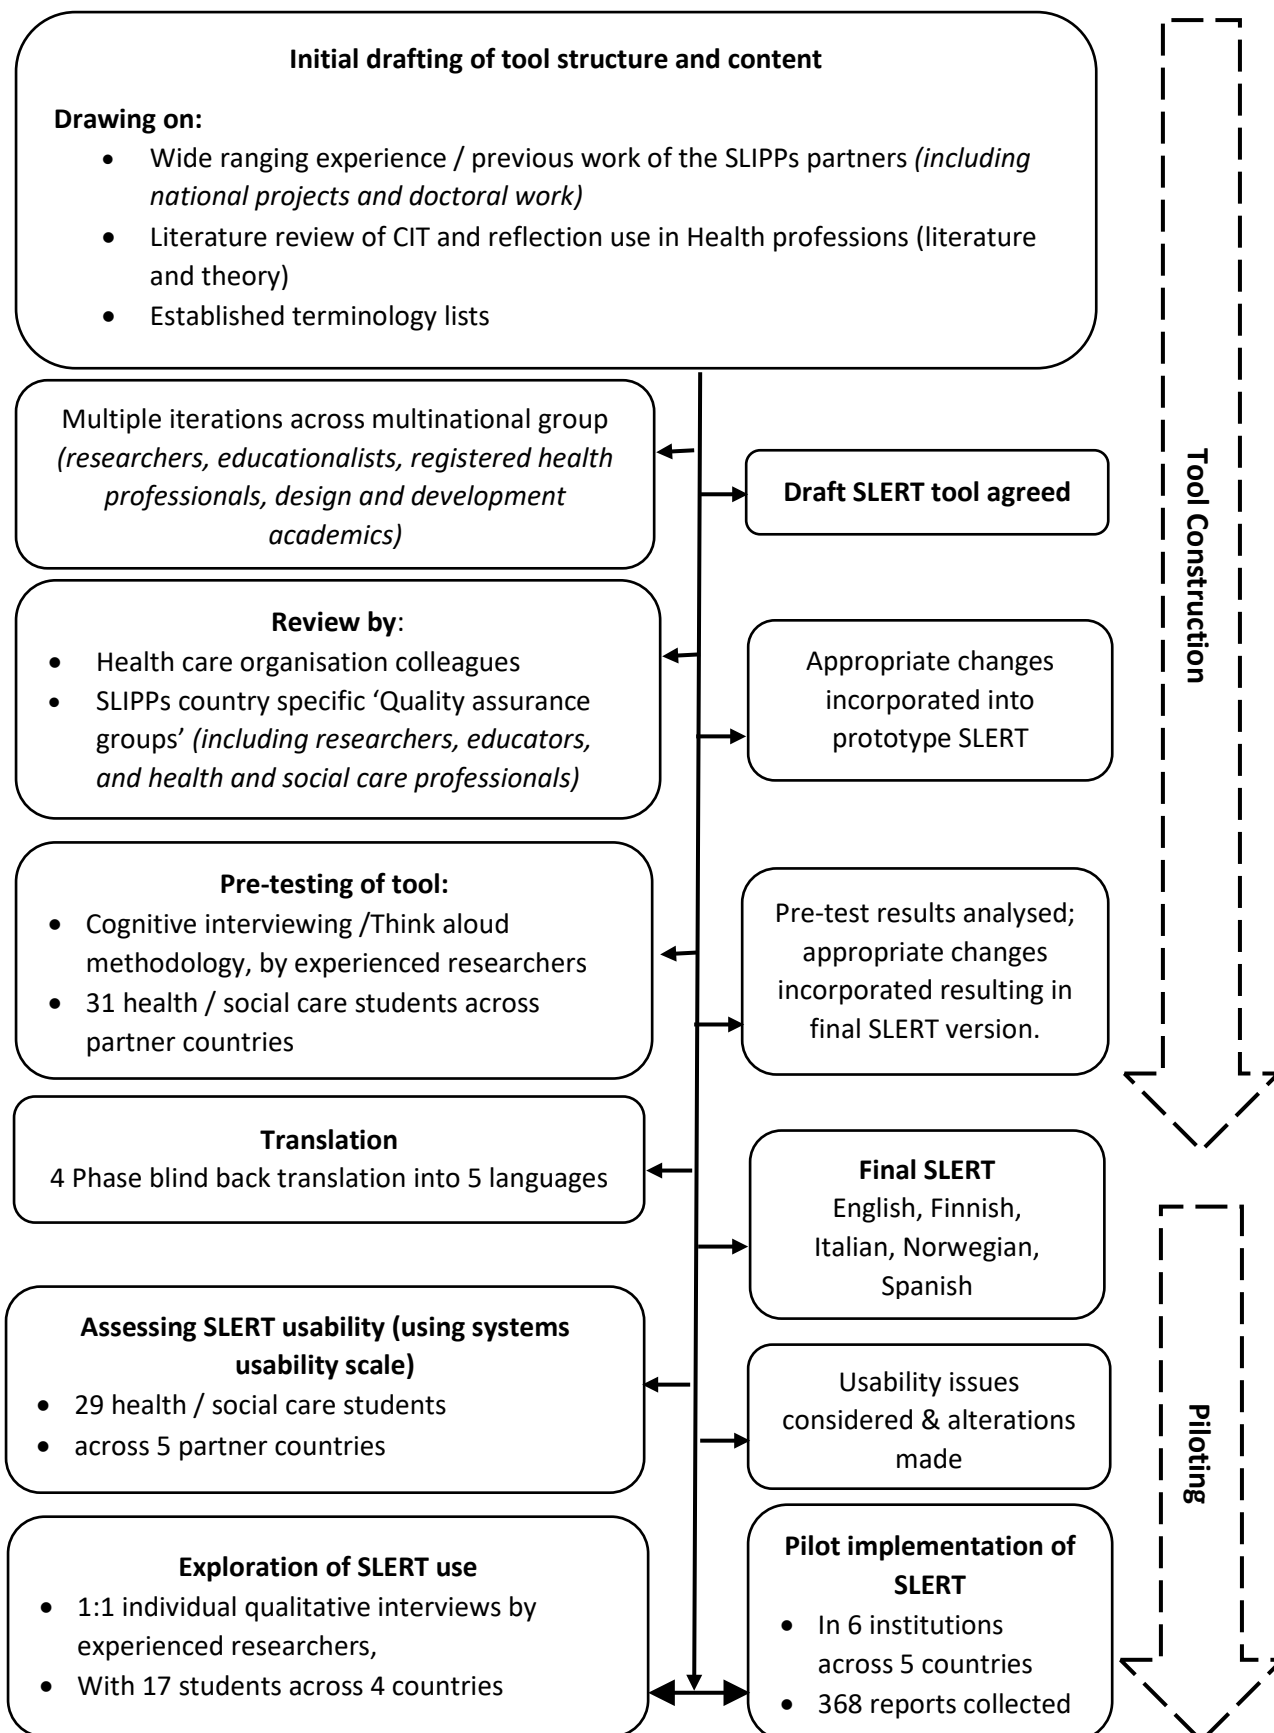 Initial drafting of tool structure and content
Drawing on:
• Wide ranging experience / previous work of the SLIPPs partners (including
national projects and doctoral work)
• Literature review of CIT and reflection use in Health professions (literature
and theory)
• Established terminology lists
Multiple iterations across multinational group
(researchers, educationalists, registered health
professionals, design and development
academics)
Draft SLERT tool agreed
Review by:
• Health care organisation colleagues
• SLIPPs country specific ‘Quality assurance
groups’ (including researchers, educators,
and health and social care professionals)
Appropriate changes
incorporated into
prototype SLERT
Pre-testing of tool:
• Cognitive interviewing /Think aloud
methodology, by experienced researchers
• 31 health / social care students across
partner countries
Pre-test results analysed;
appropriate changes
incorporated resulting in
final SLERT version.
Tool Construction
Translation
4 Phase blind back translation into 5 languages
Final SLERT
English, Finnish,
Italian, Norwegian,
Spanish
Assessing SLERT usability (using systems
usability scale)
• 29 health / social care students
• across 5 partner countries
Usability issues
considered & alterations
made
Exploration of SLERT use
• 1:1 individual qualitative interviews by
experienced researchers,
• With 17 students across 4 countries
Pilot implementation of
SLERT
• In 6 institutions
across 5 countries
• 368 reports collected
Piloting